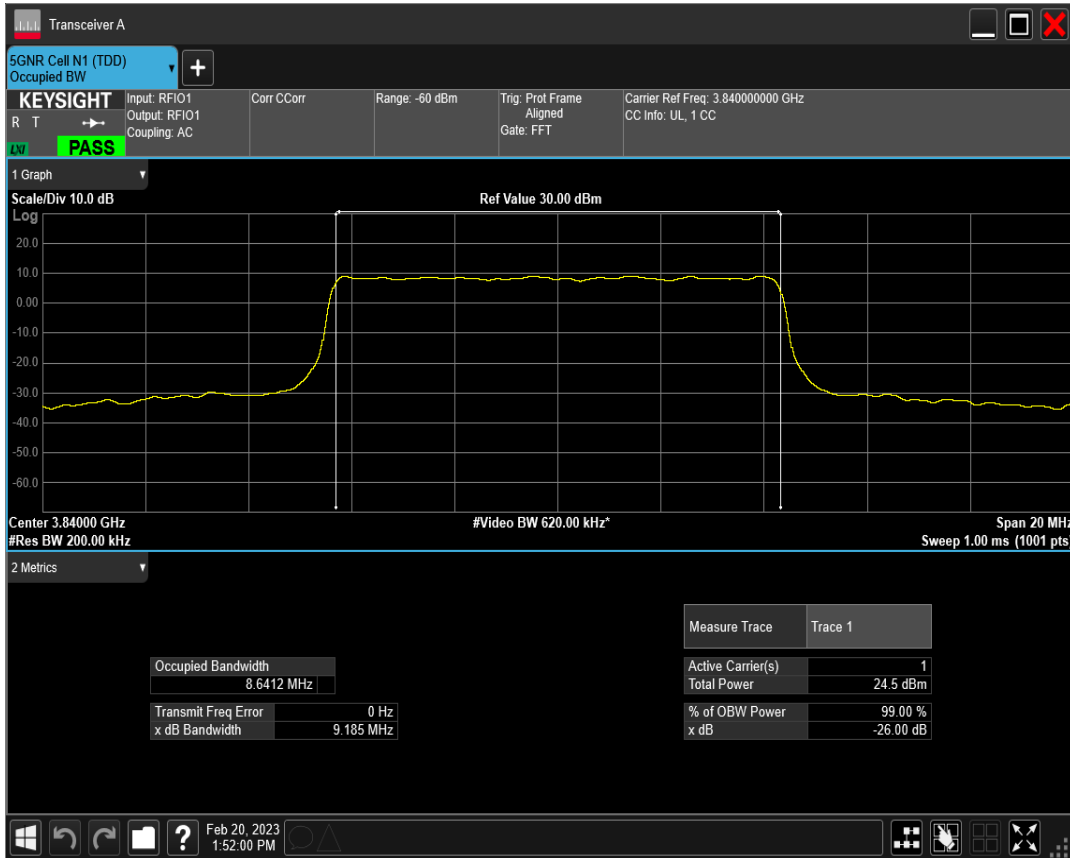 Transceiver A
5GNR Cell N1 (TDD)
Occupied BW
+
KEYSIGHT
R T
LXI
PASS
Input: RFIO1
Output: RFIO1
Coupling: AC
Corr CCorr
Range: -60 dBm
Trig: Prot Frame
Aligned
Gate: FFT
Carrier Ref Freq: 3.840000000 GHz
CC Info: UL, 1 CC
1 Graph
Scale/Div 10.0 dB
Ref Value 30.00 dBm
Log
20.0
10.0
0.00
-10.0
-20.0
-30.0
-40.0
-50.0
-60.0
Center 3.84000 GHz
#Video BW 620.00 kHz*
Span 20 MHz
#Res BW 200.00 kHz
Sweep 1.00 ms (1001 pts)
2 Metrics
Measure Trace Trace 1
Occupied Bandwidth
8.6412 MHz
Active Carrier(s) 1
Total Power 24.5 dBm
Transmit Freq Error 0 Hz
x dB Bandwidth 9.185 MHz
% of OBW Power 99.00 %
x dB -26.00 dB
?
Feb 20, 2023
1:52:00 PM